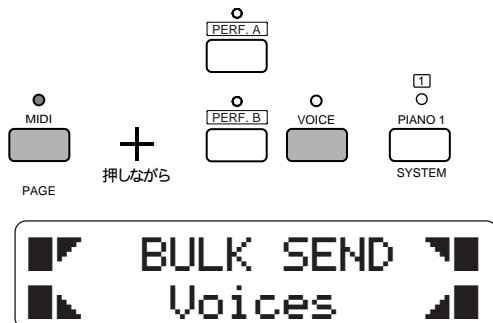 PERF. A
1
MIDI
PERF. B
VOICE
PIANO 1
+
押しながら
SYSTEM
PAGE
BULK SEND
Voices